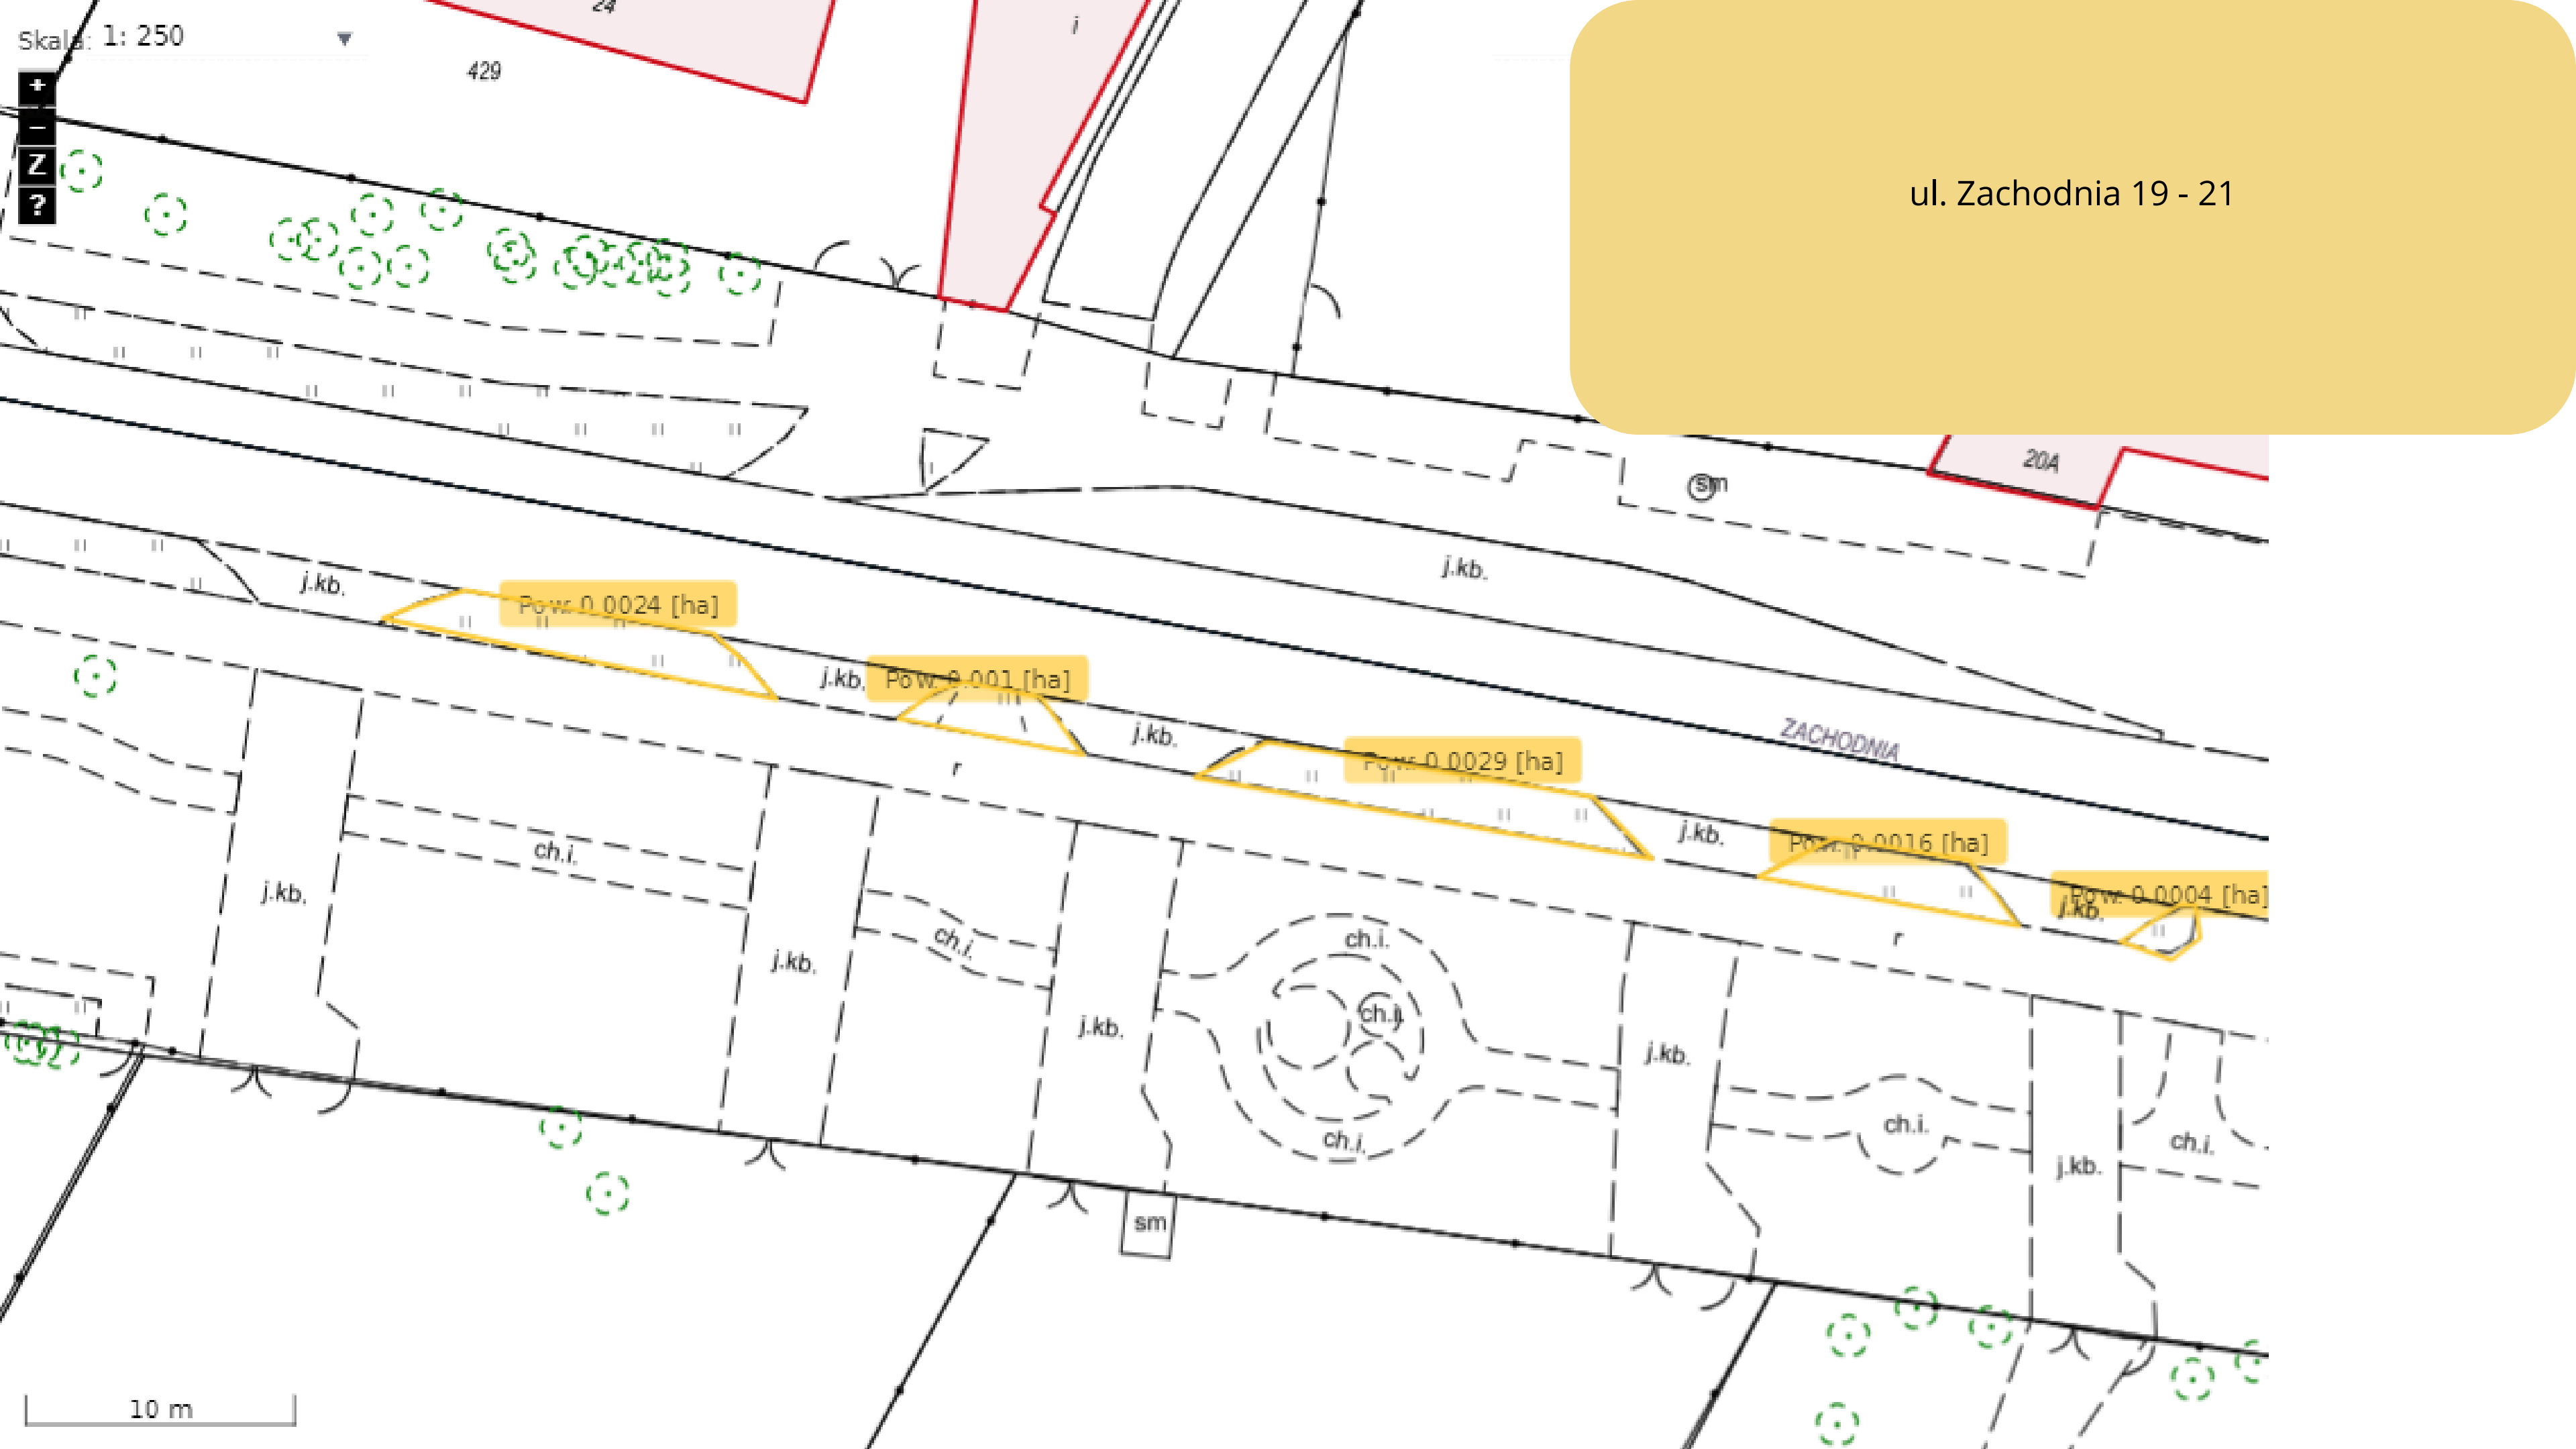 24
i
Skala: 1: 250
429
+
–
Z
?
ul. Zachodnia 19 - 21
20A
sm
j.kb.
j.kb.
Pow. 0.0024 [ha]
j.kb.
Pow. 0.001 [ha]
j.kb.
ZACHODNIA
Pow. 0.0029 [ha]
r
j.kb.
Pow. 0.0016 [ha]
ch.i.
j.kb.
Pow. 0.0004 [ha]
j.kb.
ch.i.
ch.i.
r
j.kb.
ch.i.
j.kb.
j.kb.
ch.i.
ch.i.
ch.i.
j.kb.
sm
10 m